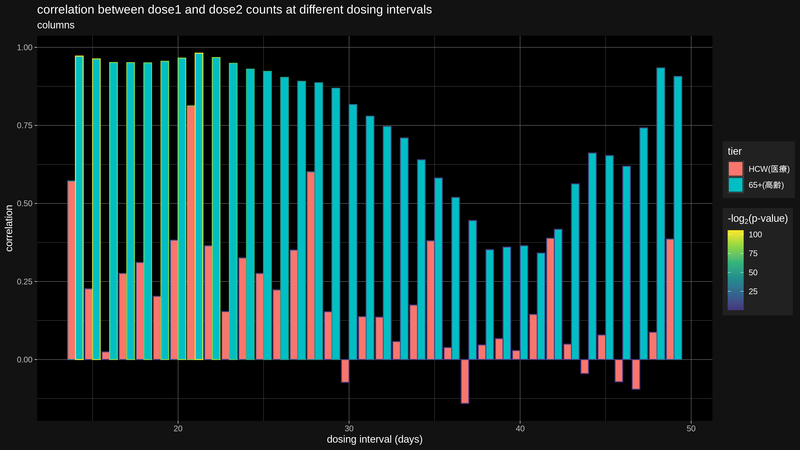 correlation between dose1 and dose2 counts at different dosing intervals
columns
1.00
0.75
0.50
0.25
0.00
correlation
20
30
40
50
dosing interval (days)
tier
HCW(医療)
65+(高齢)
-log₂(p-value)
100
75
50
25